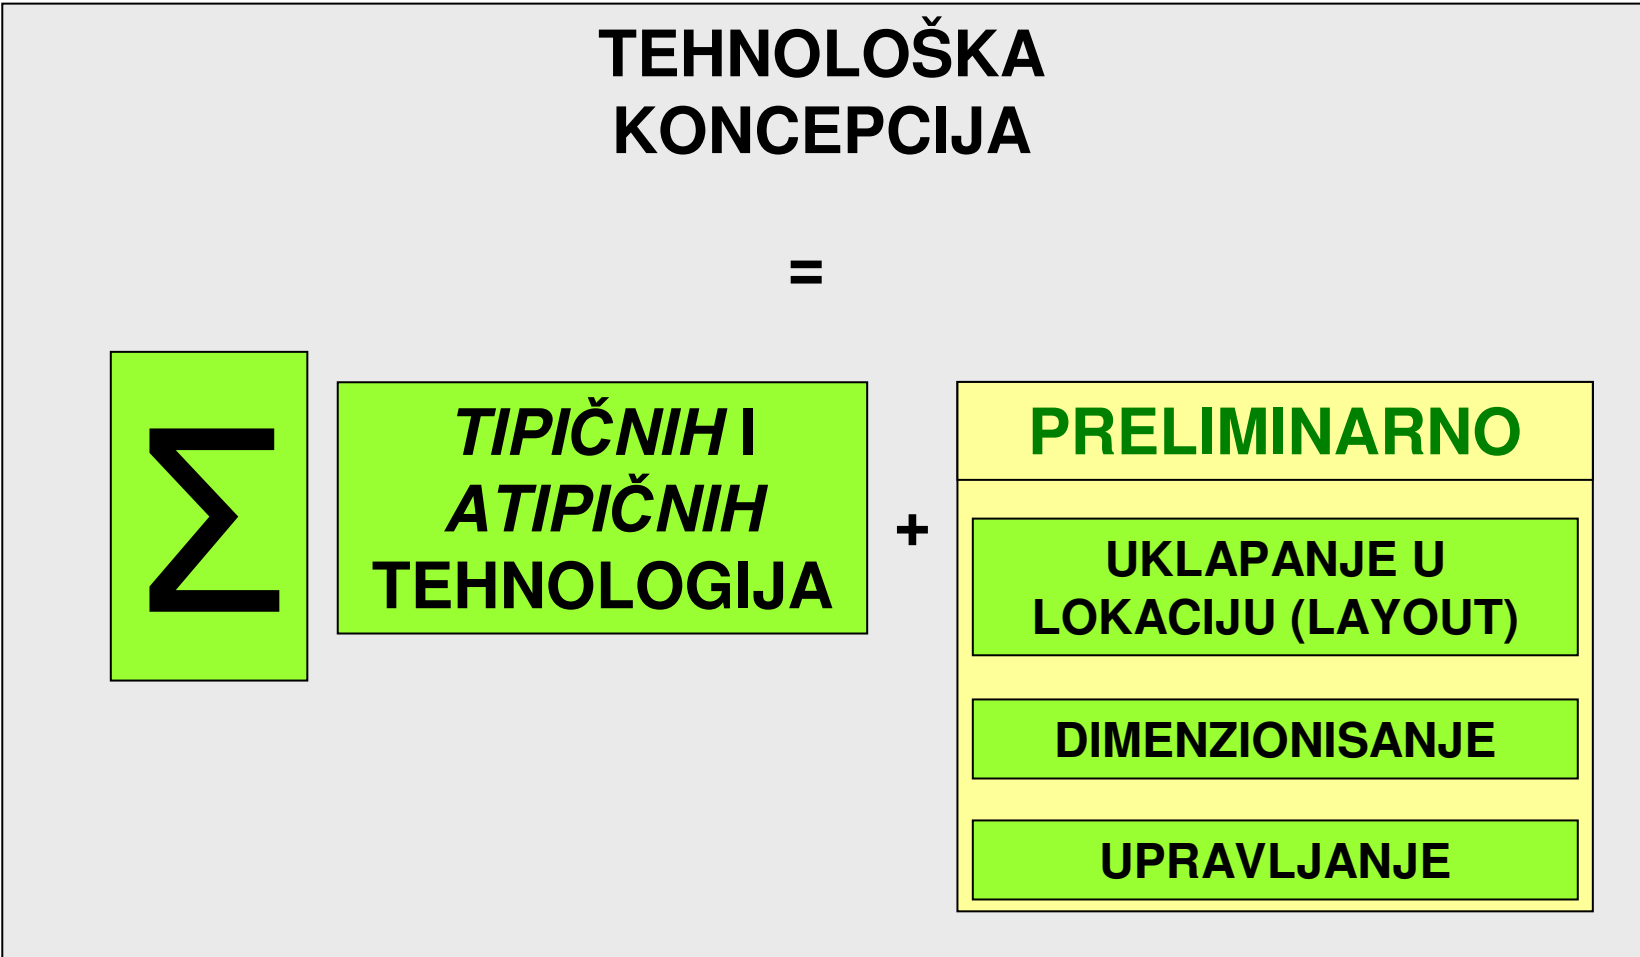 TEHNOLOŠKA
KONCEPCIJA
=
Σ
TIPIČNIH I
ATIPIČNIH
TEHNOLOGIJA
+
PRELIMINARNO
UKLAPANJE U
LOKACIJU (LAYOUT)
DIMENZIONISANJE
UPRAVLJANJE